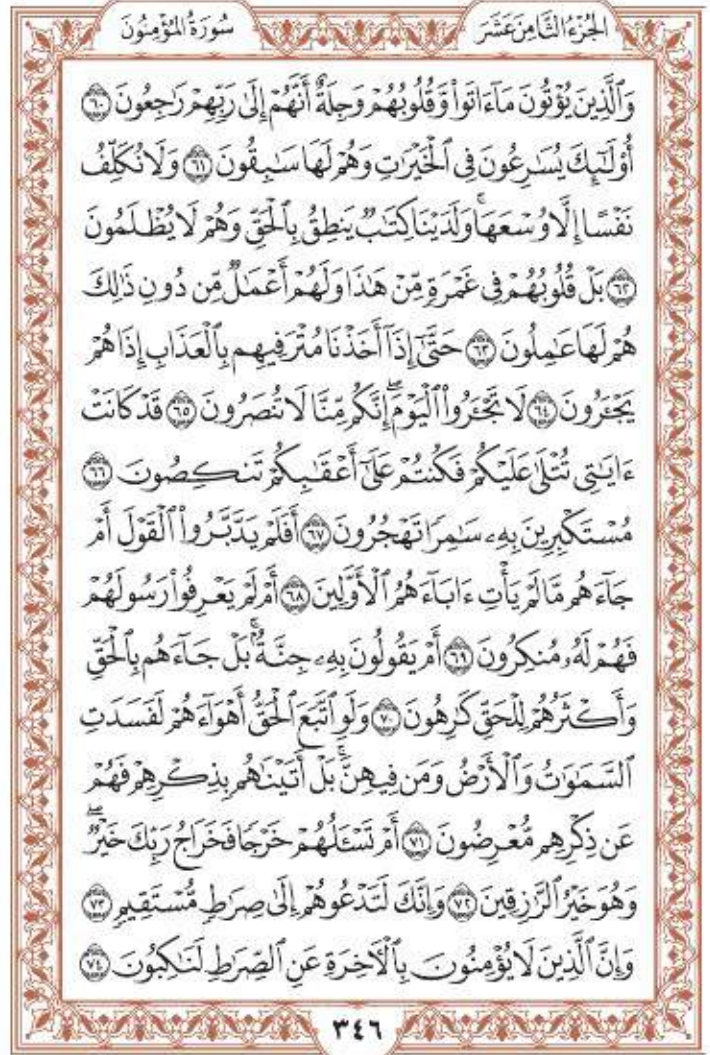 الجُزْءُ الثَّامِنَ عَشَرَ
سُورَةُ المُؤْمِنُونَ
وَٱلَّذِينَ يُؤْتُونَ مَآءَاتَوا۟ وَّقُلُوبُهُمْ وَجِلَةٌ أَنَّهُمْ إِلَىٰ رَبِّهِمْ رَٰجِعُونَ ٦٠
أُو۟لَٰٓئِكَ يُسَٰرِعُونَ فِى ٱلْخَيْرَٰتِ وَهُمْ لَهَا سَٰبِقُونَ ٦١ وَلَا نُكَلِّفُ
نَفْسًا إِلَّا وُسْعَهَا ۚ وَلَدَيْنَا كِتَٰبٌ يَنطِقُ بِٱلْحَقِّ وَهُمْ لَا يُظْلَمُونَ
٦٢ بَلْ قُلُوبُهُمْ فِى غَمْرَةٍ مِّنْ هَٰذَا وَلَهُمْ أَعْمَٰلٌ مِّن دُونِ ذَٰلِكَ
هُمْ لَهَا عَٰمِلُونَ ٦٣ حَتَّىٰٓ إِذَآ أَخَذْنَا مُتْرَفِيهِم بِٱلْعَذَابِ إِذَا هُمْ
يَجْـَٔرُونَ ٦٤ لَا تَجْـَٔرُوا۟ ٱلْيَوْمَ ۖ إِنَّكُم مِّنَّا لَا تُنصَرُونَ ٦٥ قَدْ كَانَتْ
ءَايَٰتِى تُتْلَىٰ عَلَيْكُمْ فَكُنتُمْ عَلَىٰٓ أَعْقَٰبِكُمْ تَنكِصُونَ ٦٦
مُسْتَكْبِرِينَ بِهِۦ سَٰمِرًا تَهْجُرُونَ ٦٧ أَفَلَمْ يَدَّبَّرُوا۟ ٱلْقَوْلَ أَمْ
جَآءَهُم مَّا لَمْ يَأْتِ ءَابَآءَهُمُ ٱلْأَوَّلِينَ ٦٨ أَمْ لَمْ يَعْرِفُوا۟ رَسُولَهُمْ
فَهُمْ لَهُۥ مُنكِرُونَ ٦٩ أَمْ يَقُولُونَ بِهِۦ جِنَّةٌۢ ۚ بَلْ جَآءَهُم بِٱلْحَقِّ
وَأَكْثَرُهُمْ لِلْحَقِّ كَٰرِهُونَ ٧٠ وَلَوِ ٱتَّبَعَ ٱلْحَقُّ أَهْوَآءَهُمْ لَفَسَدَتِ
ٱلسَّمَٰوَٰتُ وَٱلْأَرْضُ وَمَن فِيهِنَّ ۚ بَلْ أَتَيْنَٰهُم بِذِكْرِهِمْ فَهُمْ
عَن ذِكْرِهِم مُّعْرِضُونَ ٧١ أَمْ تَسْـَٔلُهُمْ خَرْجًا فَخَرَاجُ رَبِّكَ خَيْرٌ ۖ
وَهُوَ خَيْرُ ٱلرَّٰزِقِينَ ٧٢ وَإِنَّكَ لَتَدْعُوهُمْ إِلَىٰ صِرَٰطٍ مُّسْتَقِيمٍ ٧٣
وَإِنَّ ٱلَّذِينَ لَا يُؤْمِنُونَ بِٱلْءَاخِرَةِ عَنِ ٱلصِّرَٰطِ لَنَٰكِبُونَ ٧٤
٣٤٦